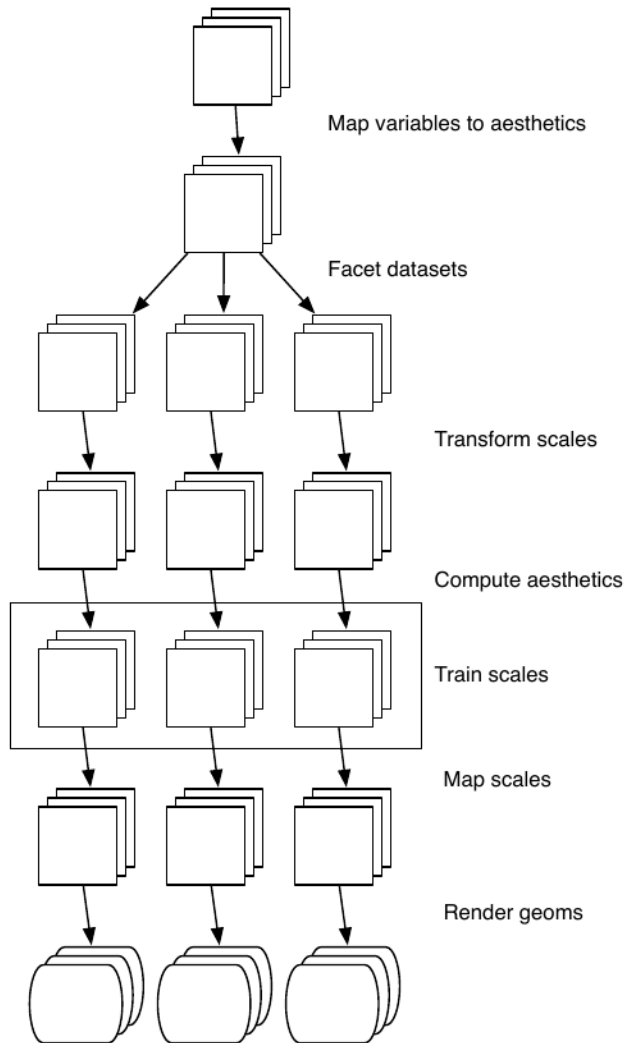 Map variables to aesthetics
Facet datasets
Transform scales
Compute aesthetics
Train scales
Map scales
Render geoms